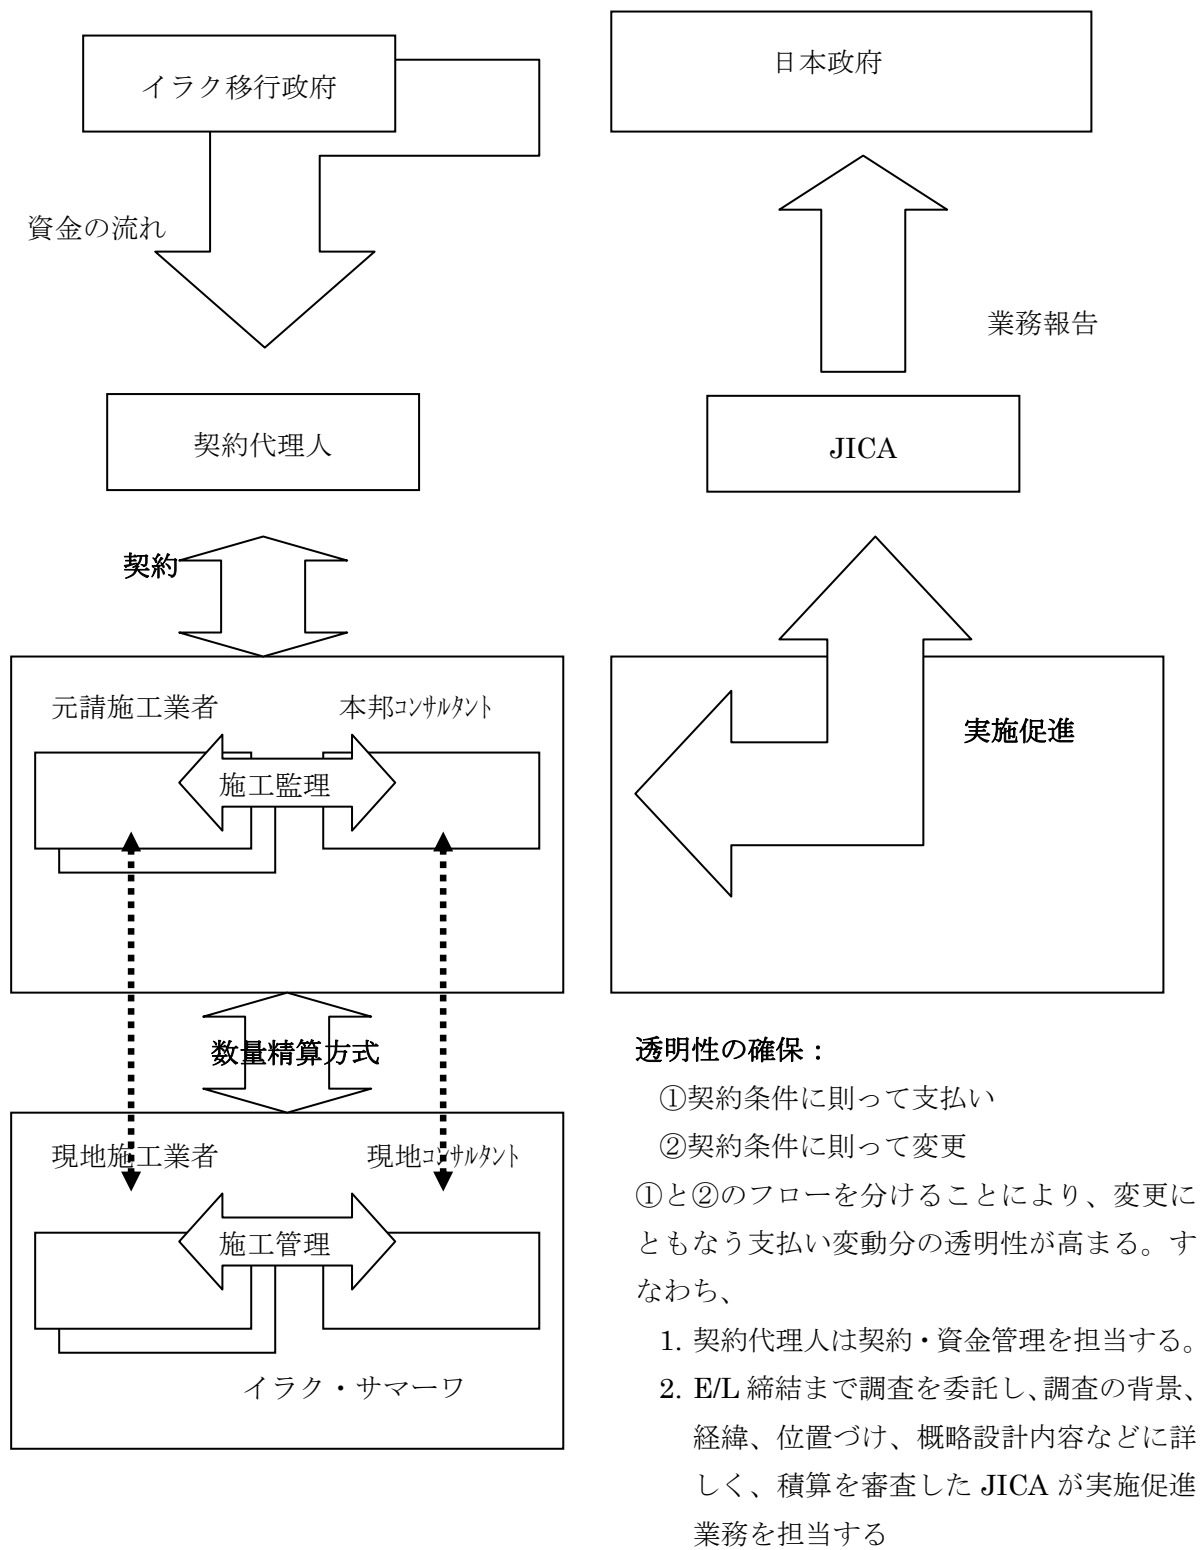 イラク移行政府
日本政府
資金の流れ
業務報告
契約代理人
JICA
契約
元請施工業者
本邦ｺﾝｻﾙﾀﾝﾄ
施工監理
実施促進
数量精算方式
現地施工業者
現地ｺﾝｻﾙﾀﾝﾄ
施工管理
イラク・サマーワ
透明性の確保：
①契約条件に則って支払い
②契約条件に則って変更
①と②のフローを分けることにより、変更に
ともなう支払い変動分の透明性が高まる。す
なわち、
1. 契約代理人は契約・資金管理を担当する。
2. E/L 締結まで調査を委託し、調査の背景、
経緯、位置づけ、概略設計内容などに詳
しく、積算を審査した JICA が実施促進
業務を担当する